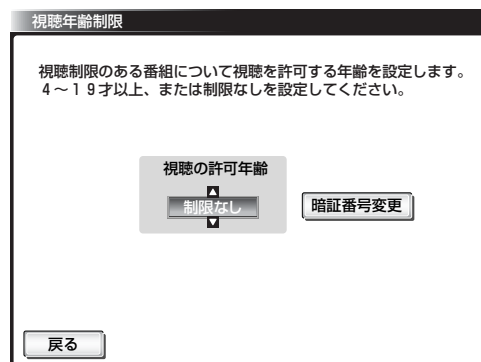 視聴年齢制限
視聴制限のある番組について視聴を許可する年齢を設定します。
4～19才以上、または制限なしを設定してください。
視聴の許可年齢
制限なし
暗証番号変更
戻る